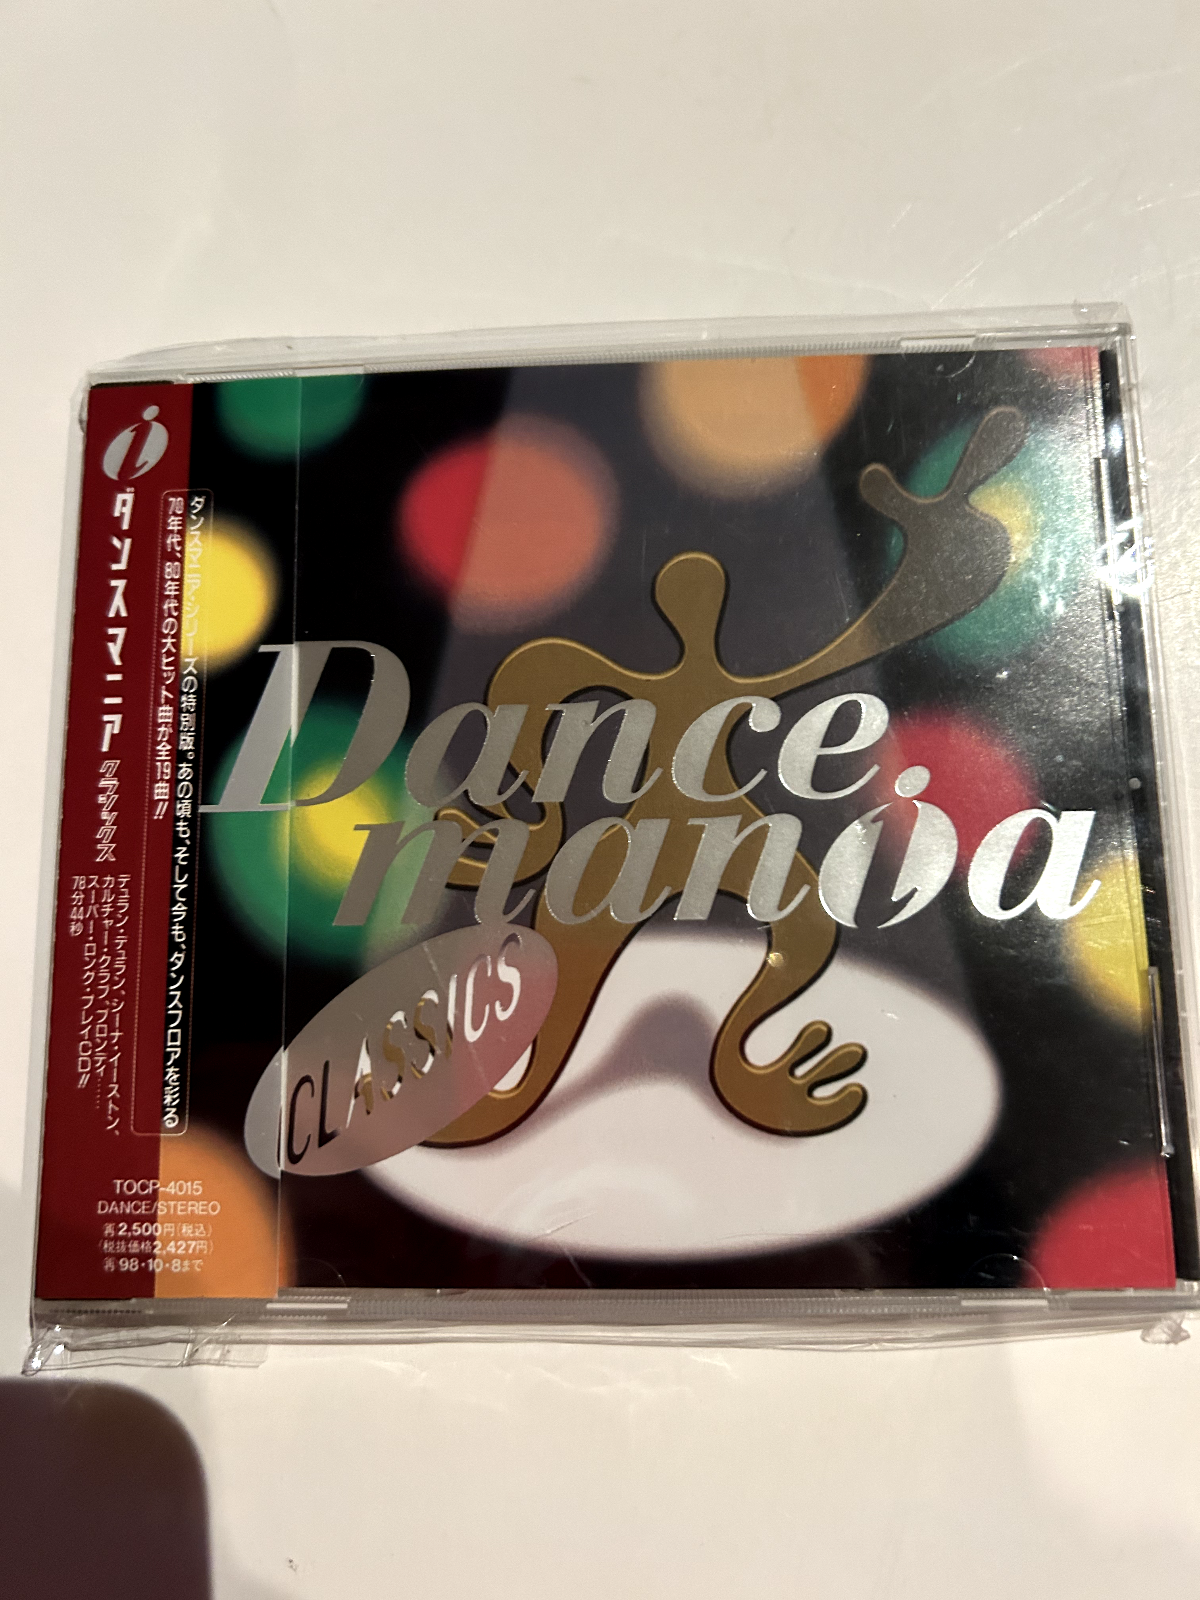 i
ダンスマニア クラシックス
ダンスマニア・シリーズの特別版。あの頃も、そして今も、ダンスフロアを彩る
70年代、80年代の大ヒット曲が全19曲!!
デュラン・デュラン、シーナ・イーストン、
カルチャー・クラブ、ブロンディ……
スーパー・ロング・プレイCD!!
78分44秒
TOCP-4015
DANCE/STEREO
再2,500円(税込)
(税抜価格2,427円)
再98・10・8まで
Dance
mania
CLASSICS